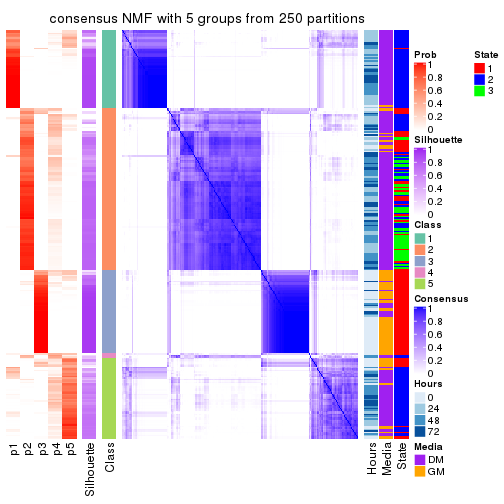 consensus NMF with 5 groups from 250 partitions
p1
p2
p3
p4
p5
Silhouette
Class
Hours
Media
State
Prob
1
0.8
0.6
0.4
0.2
0
Silhouette
1
0.8
0.6
0.4
0.2
0
Class
1
2
3
4
5
Consensus
1
0.8
0.6
0.4
0.2
0
Hours
0
24
48
72
Media
DM
GM
State
1
2
3